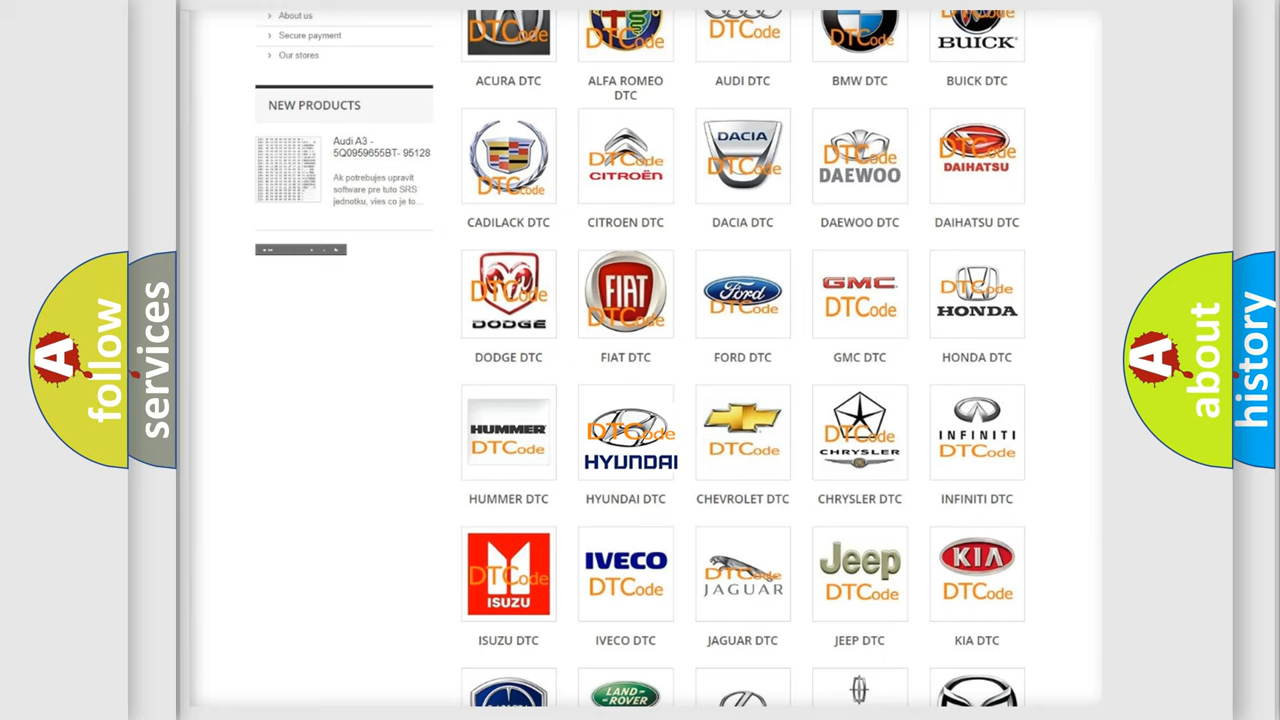 About us
Secure payment
Our stores
NEW PRODUCTS
Audi A3 -
5Q0959655BT- 95128
Ak potrebujes upravit
software pre tuto SRS
jednotku, vies co je to...
A
follow
services
DTCode
DTCode
DTCode
DTCode
DTCode
BUICK
ACURA DTC
ALFA ROMEO
DTC
AUDI DTC
BMW DTC
BUICK DTC
DTCode
DTCode
CITROËN
DACIA
DTCode
DTCode
DAEWOO
DTCode
DAIHATSU
CADILACK DTC
CITROEN DTC
DACIA DTC
DAEWOO DTC
DAIHATSU DTC
DTCode
DODGE
FIAT
DTCode
Ford
DTCode
GMC
DTCode
DTCode
HONDA
DODGE DTC
FIAT DTC
FORD DTC
GMC DTC
HONDA DTC
HUMMER
DTCode
DTCode
HYUNDAI
DTCode
DTCode
CHRYSLER
INFINITI
DTCode
HUMMER DTC
HYUNDAI DTC
CHEVROLET DTC
CHRYSLER DTC
INFINITI DTC
DTCode
ISUZU
IVECO
DTCode
DTCode
JAGUAR
Jeep
DTCode
KIA
DTCode
ISUZU DTC
IVECO DTC
JAGUAR DTC
JEEP DTC
KIA DTC
LAND-
ROVER
A
about
history